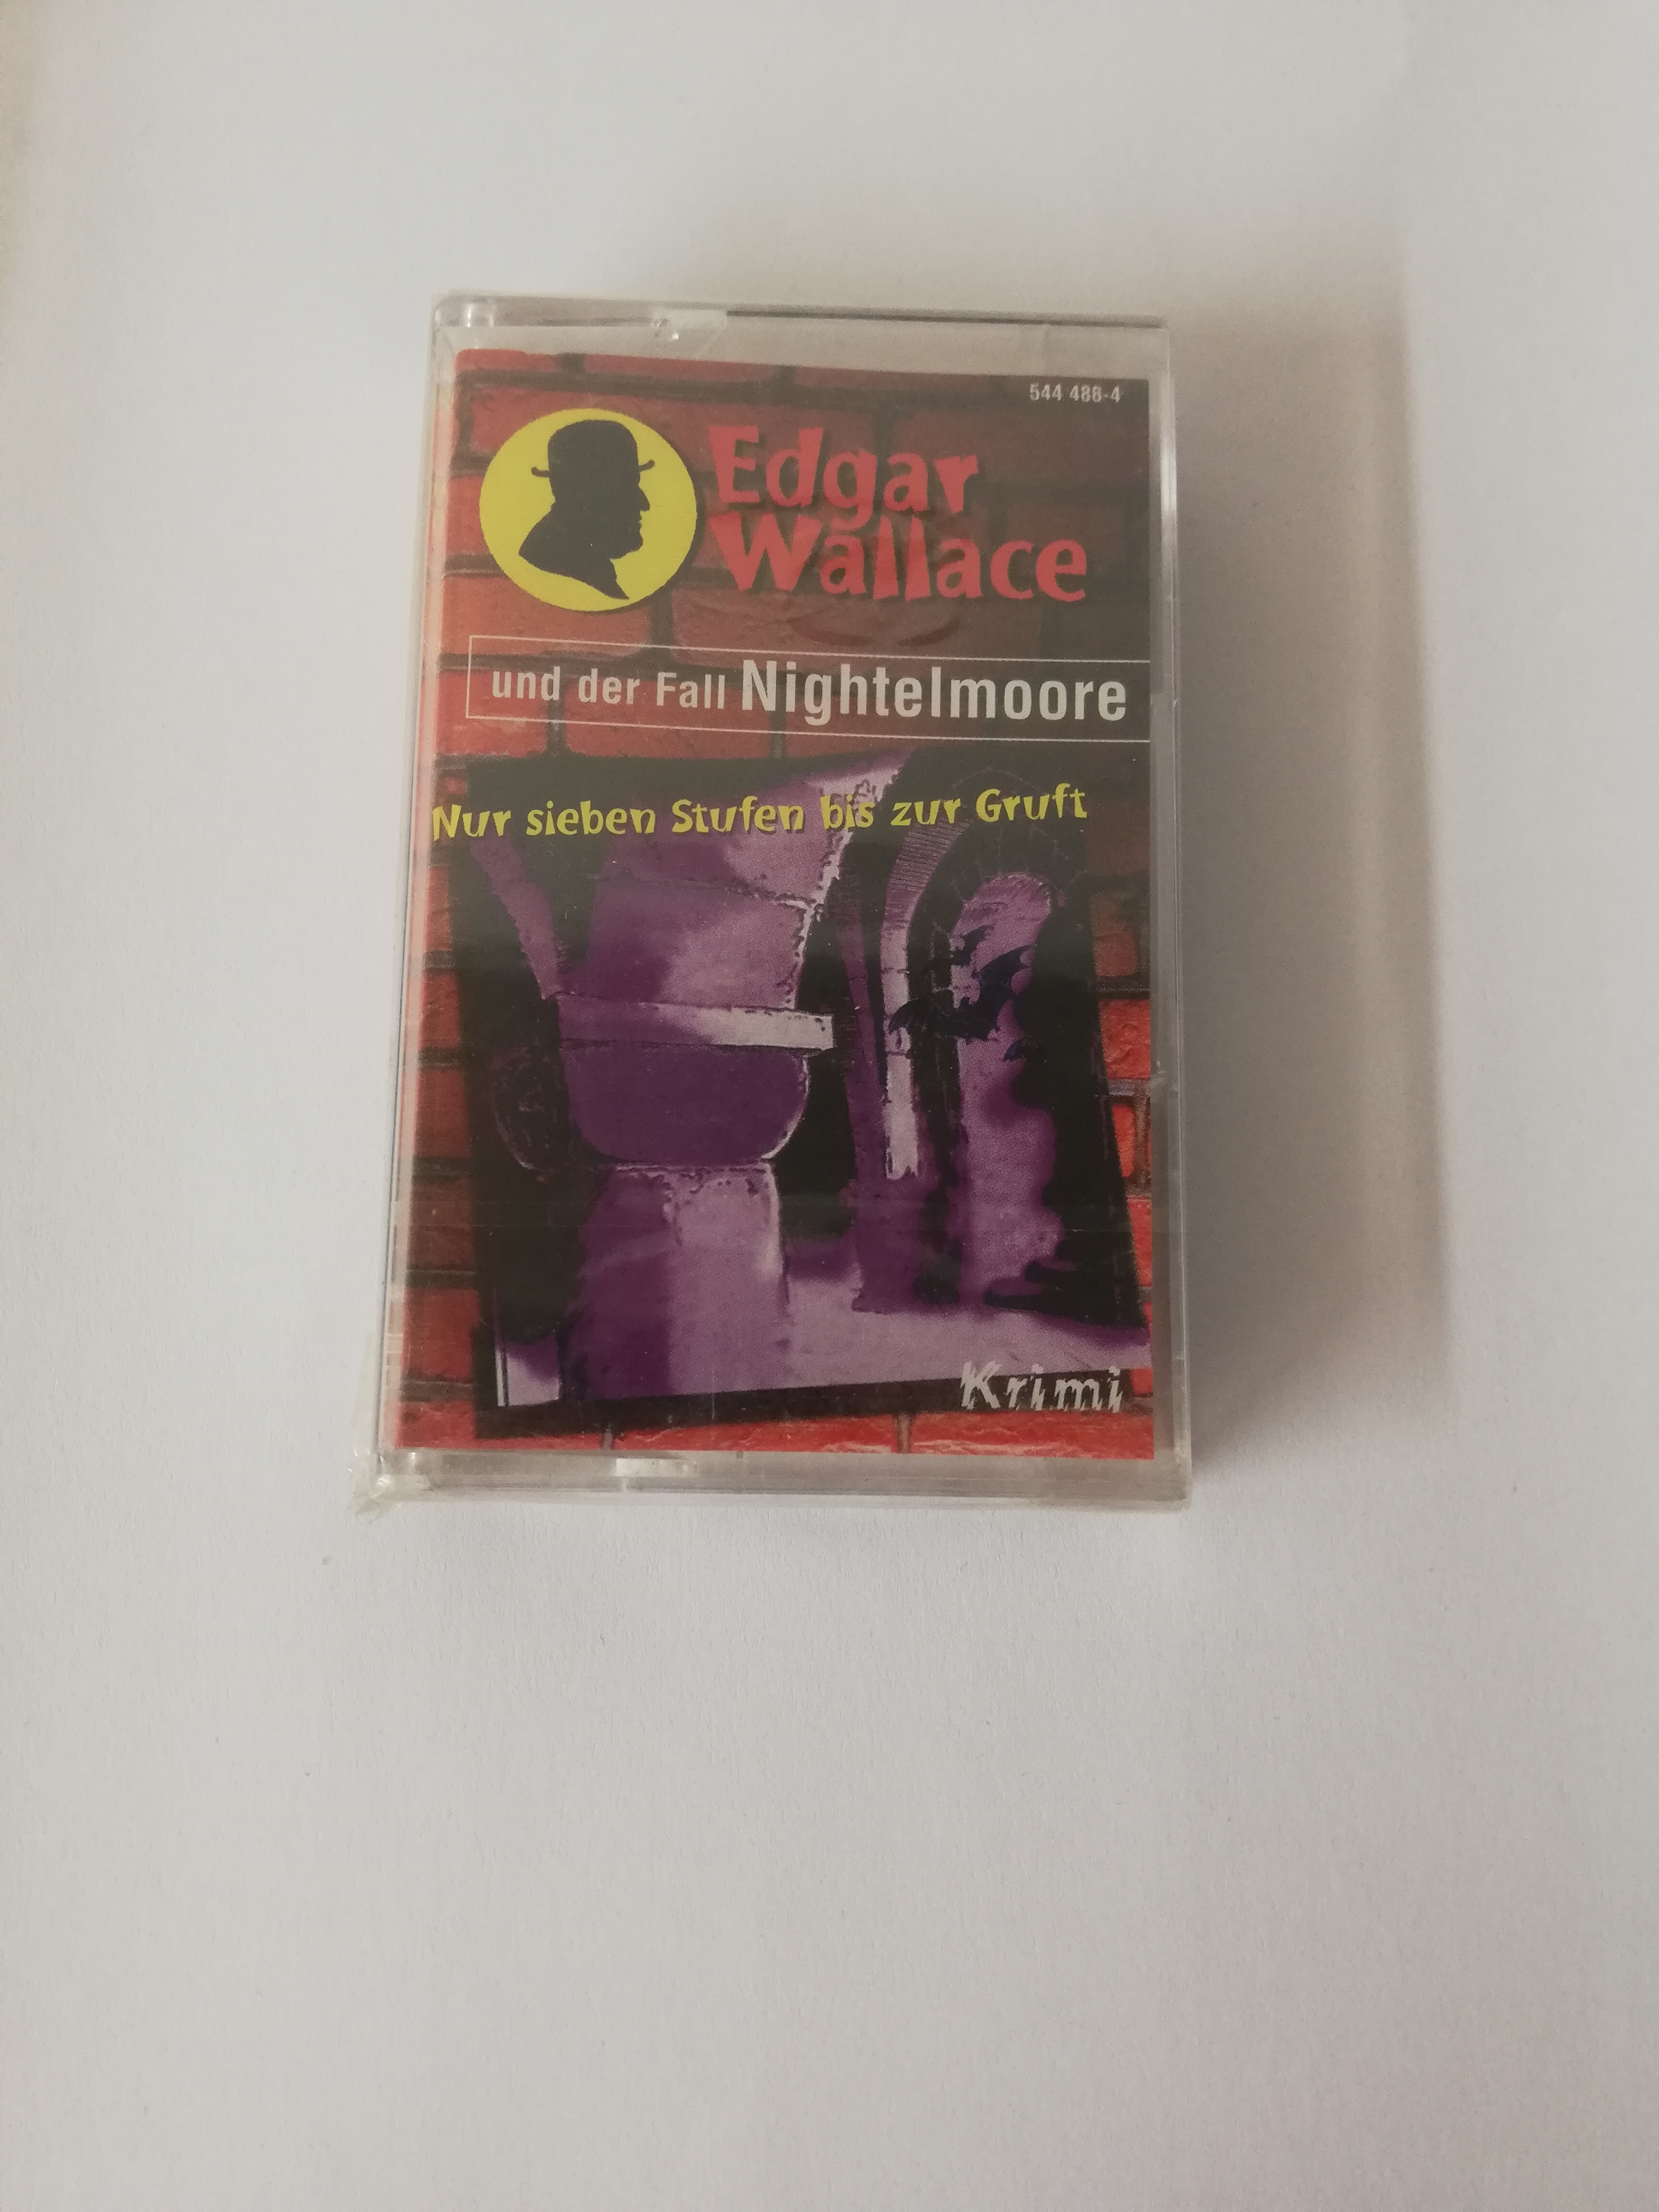 544 488-4
Edgar
Wallace
und der Fall Nightelmoore
Nur sieben Stufen bis zur Gruft
Krimi